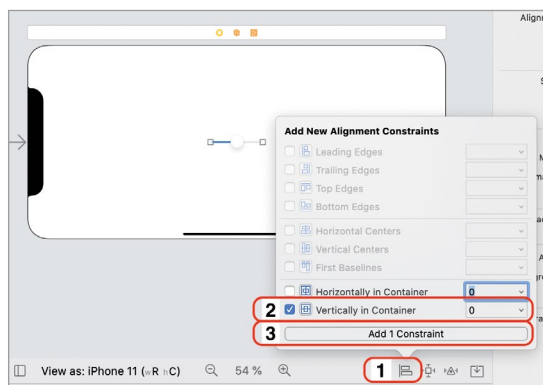 Alignn
S
Add New Alignment Constraints
Leading Edges
Trailing Edges
Top Edges
Bottom Edges
Horizontal Centers
Vertical Centers
First Baselines
Horizontally in Container 0
2 Vertically in Container 0
3 Add 1 Constraint
View as: iPhone 11 (wR hC) 54 % 1